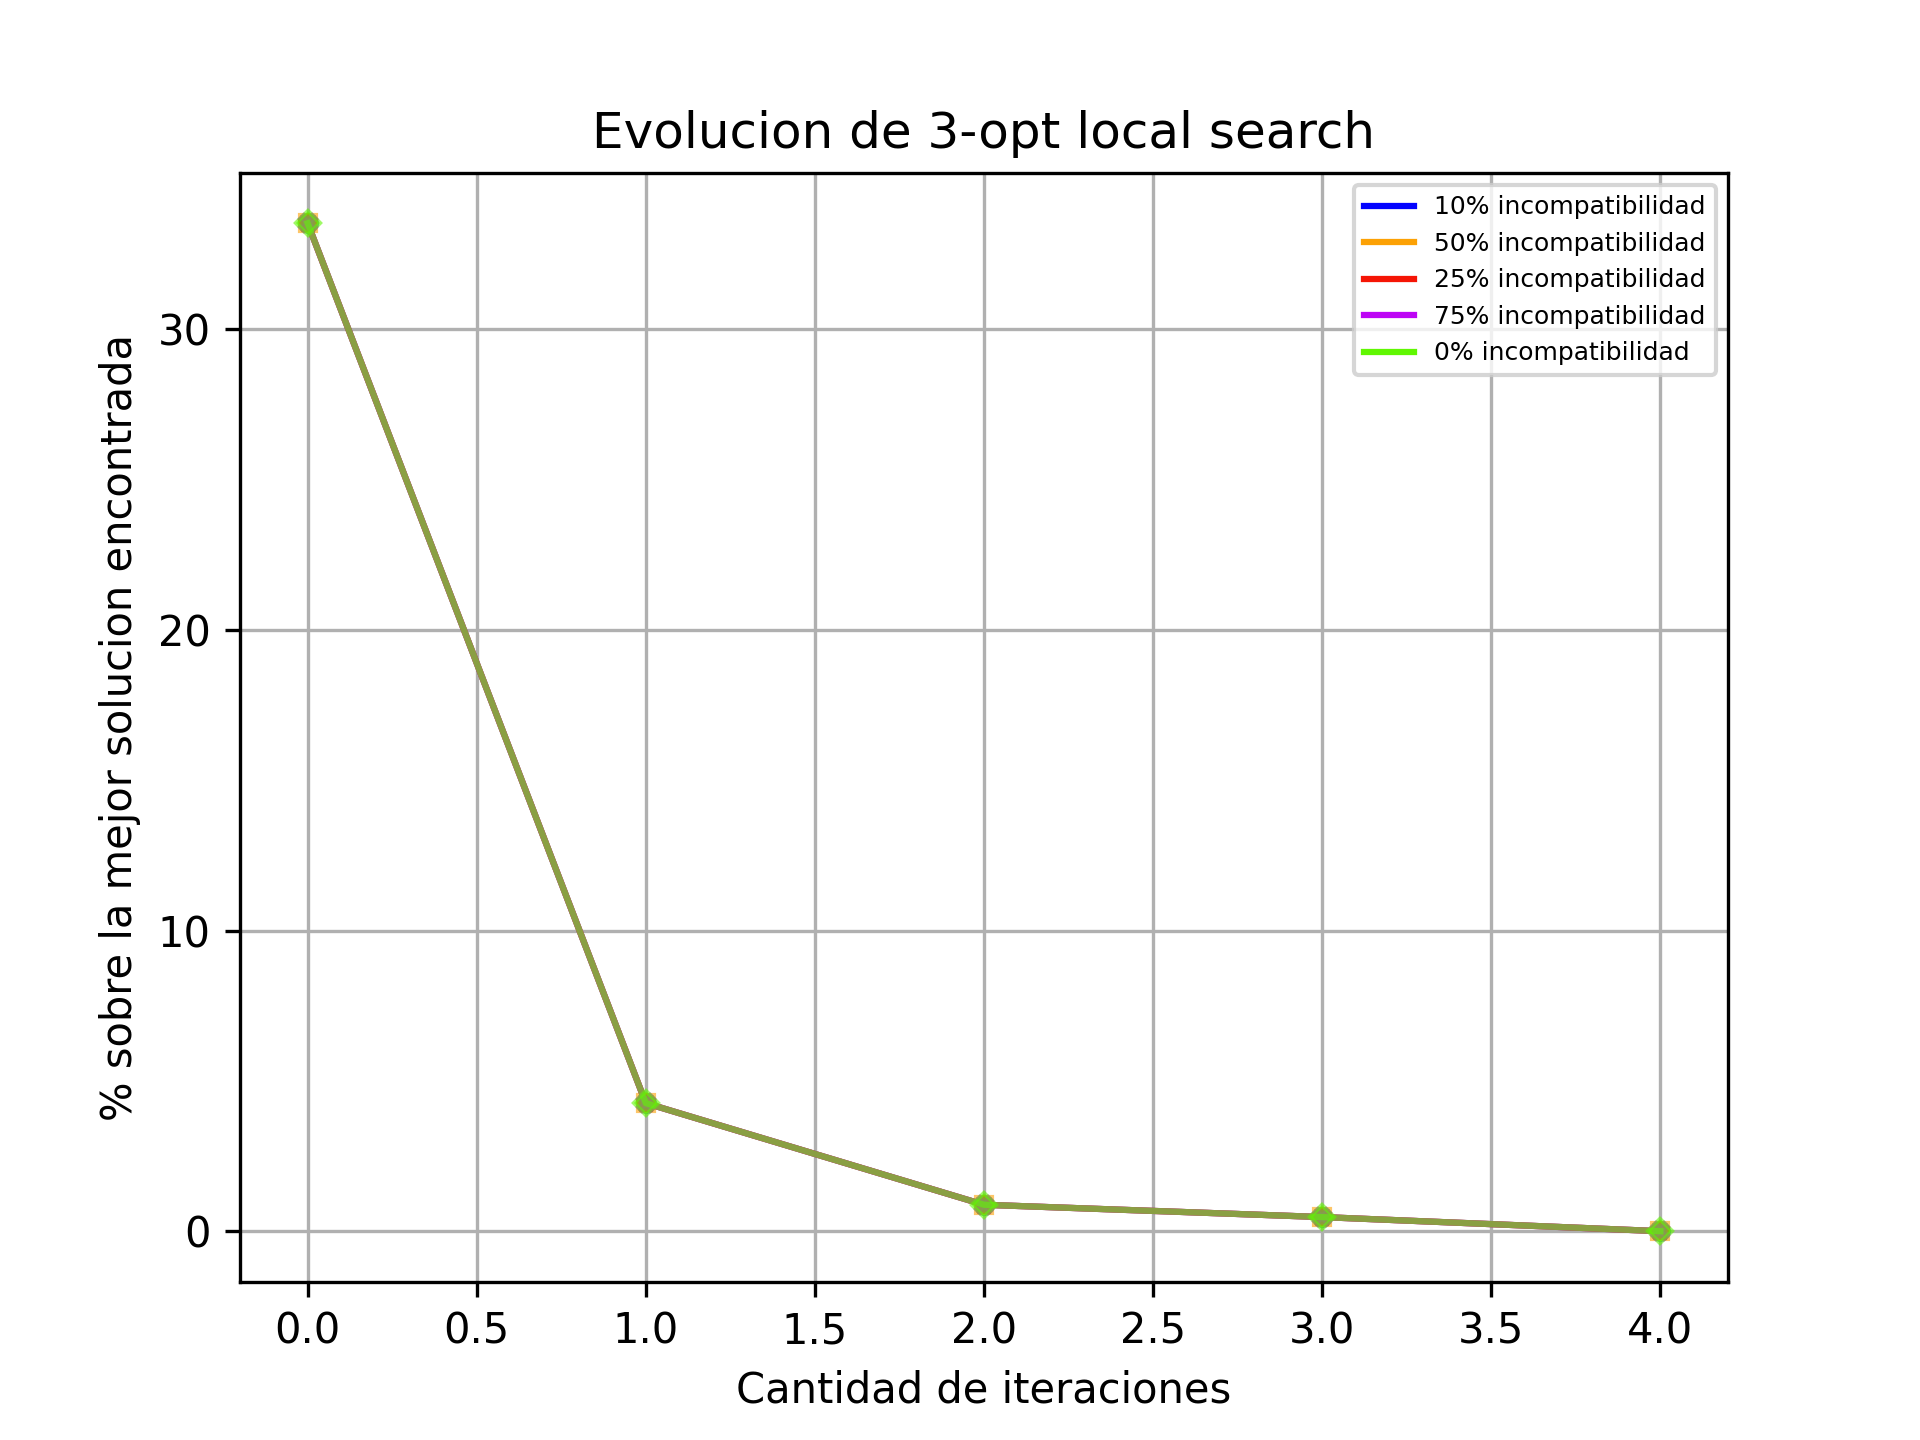 Evolucion de 3-opt local search
10% incompatibilidad
50% incompatibilidad
25% incompatibilidad
75% incompatibilidad
0% incompatibilidad
% sobre la mejor solucion encontrada
30
20
10
0
0.0 0.5 1.0 1.5 2.0 2.5 3.0 3.5 4.0
Cantidad de iteraciones